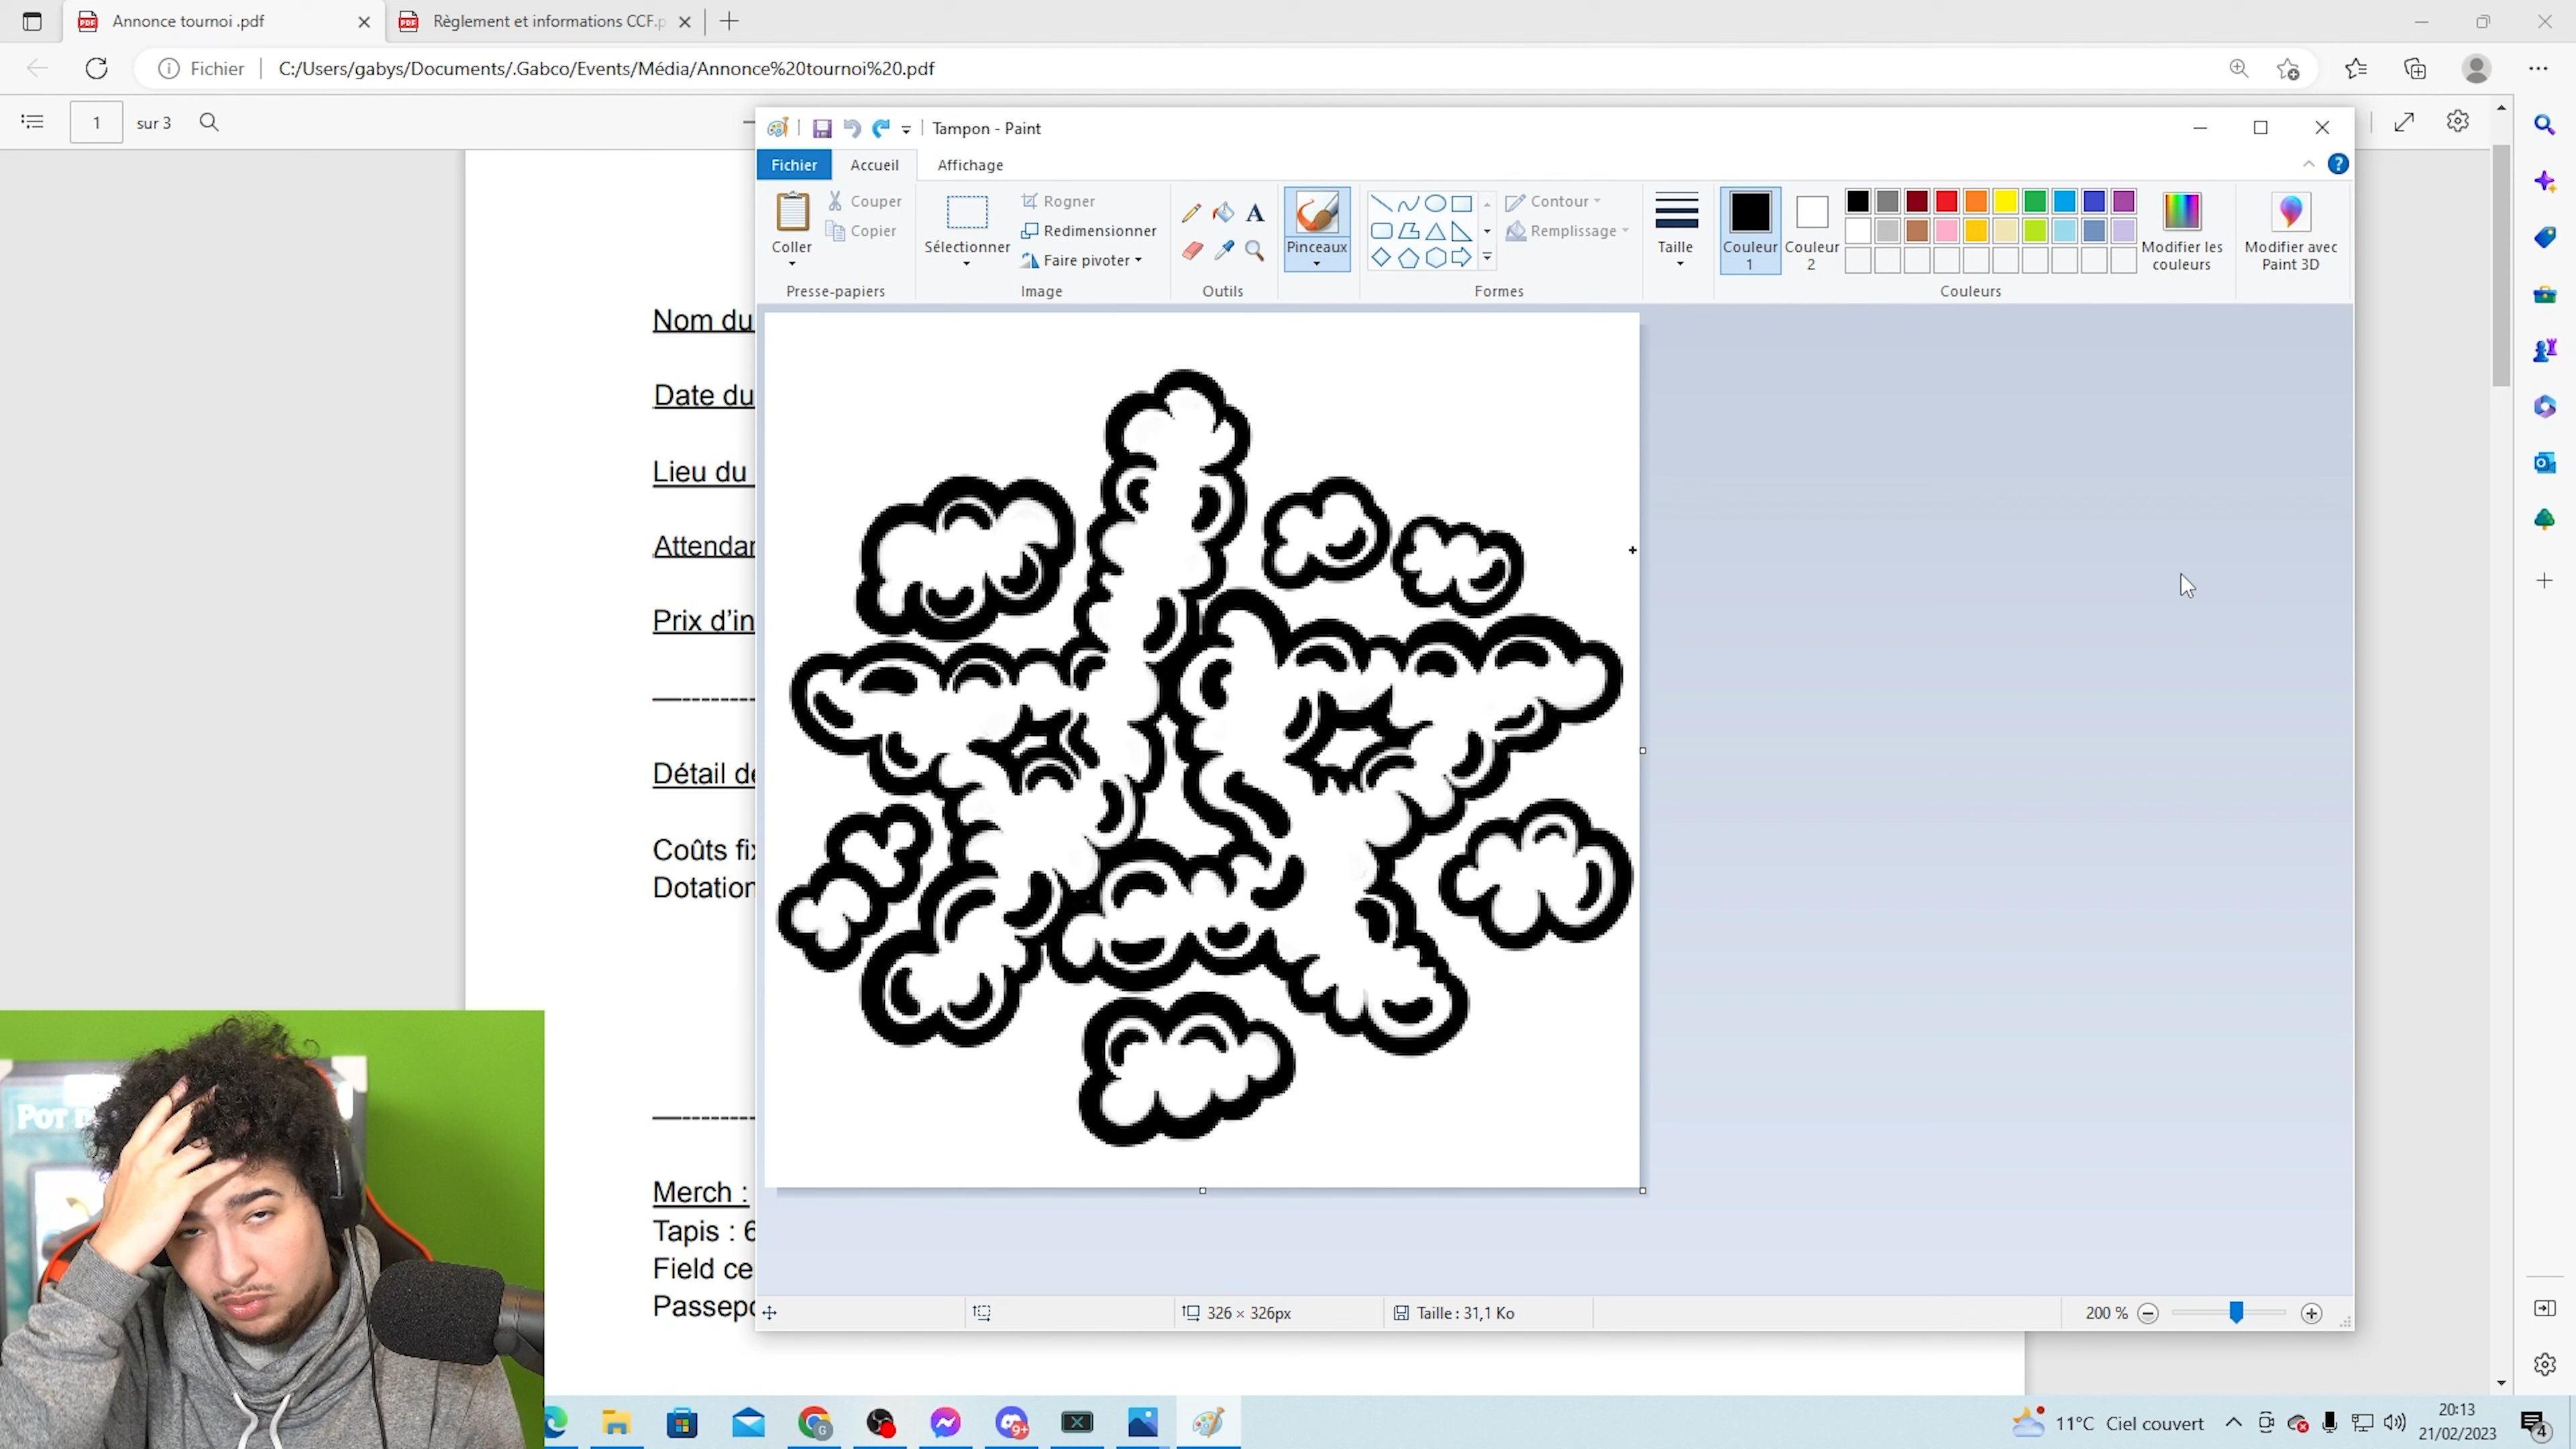 Annonce tournoi .pdf
Règlement et informations CCF.p
Fichier
C:/Users/gabys/Documents/.Gabco/Events/Média/Annonce%20tournoi%20.pdf
1
sur 3
Tampon - Paint
Fichier
Accueil
Affichage
Coller
Couper
Copier
Presse-papiers
Sélectionner
Rogner
Redimensionner
Faire pivoter
Image
Outils
Pinceaux
Contour
Remplissage
Formes
Taille
Couleur 1
Couleur 2
Modifier les couleurs
Modifier avec Paint 3D
Couleurs
Nom du
Date du
Lieu du
Attendan
Prix d'in
Détail de
Coûts fix
Dotation
Merch :
Tapis : 6
Field ce
Passepo
326 × 326px
Taille : 31,1 Ko
200 %
11°C Ciel couvert
20:13
21/02/2023
9+
4